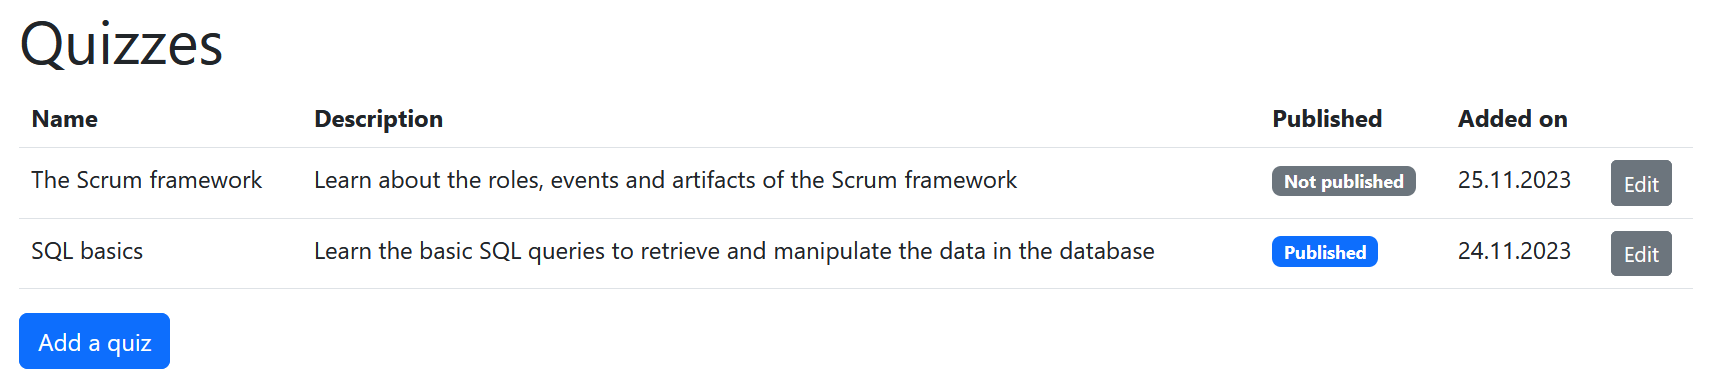 Quizzes
Name Description Published Added on
The Scrum framework Learn about the roles, events and artifacts of the Scrum framework Not published 25.11.2023 Edit
SQL basics Learn the basic SQL queries to retrieve and manipulate the data in the database Published 24.11.2023 Edit
Add a quiz